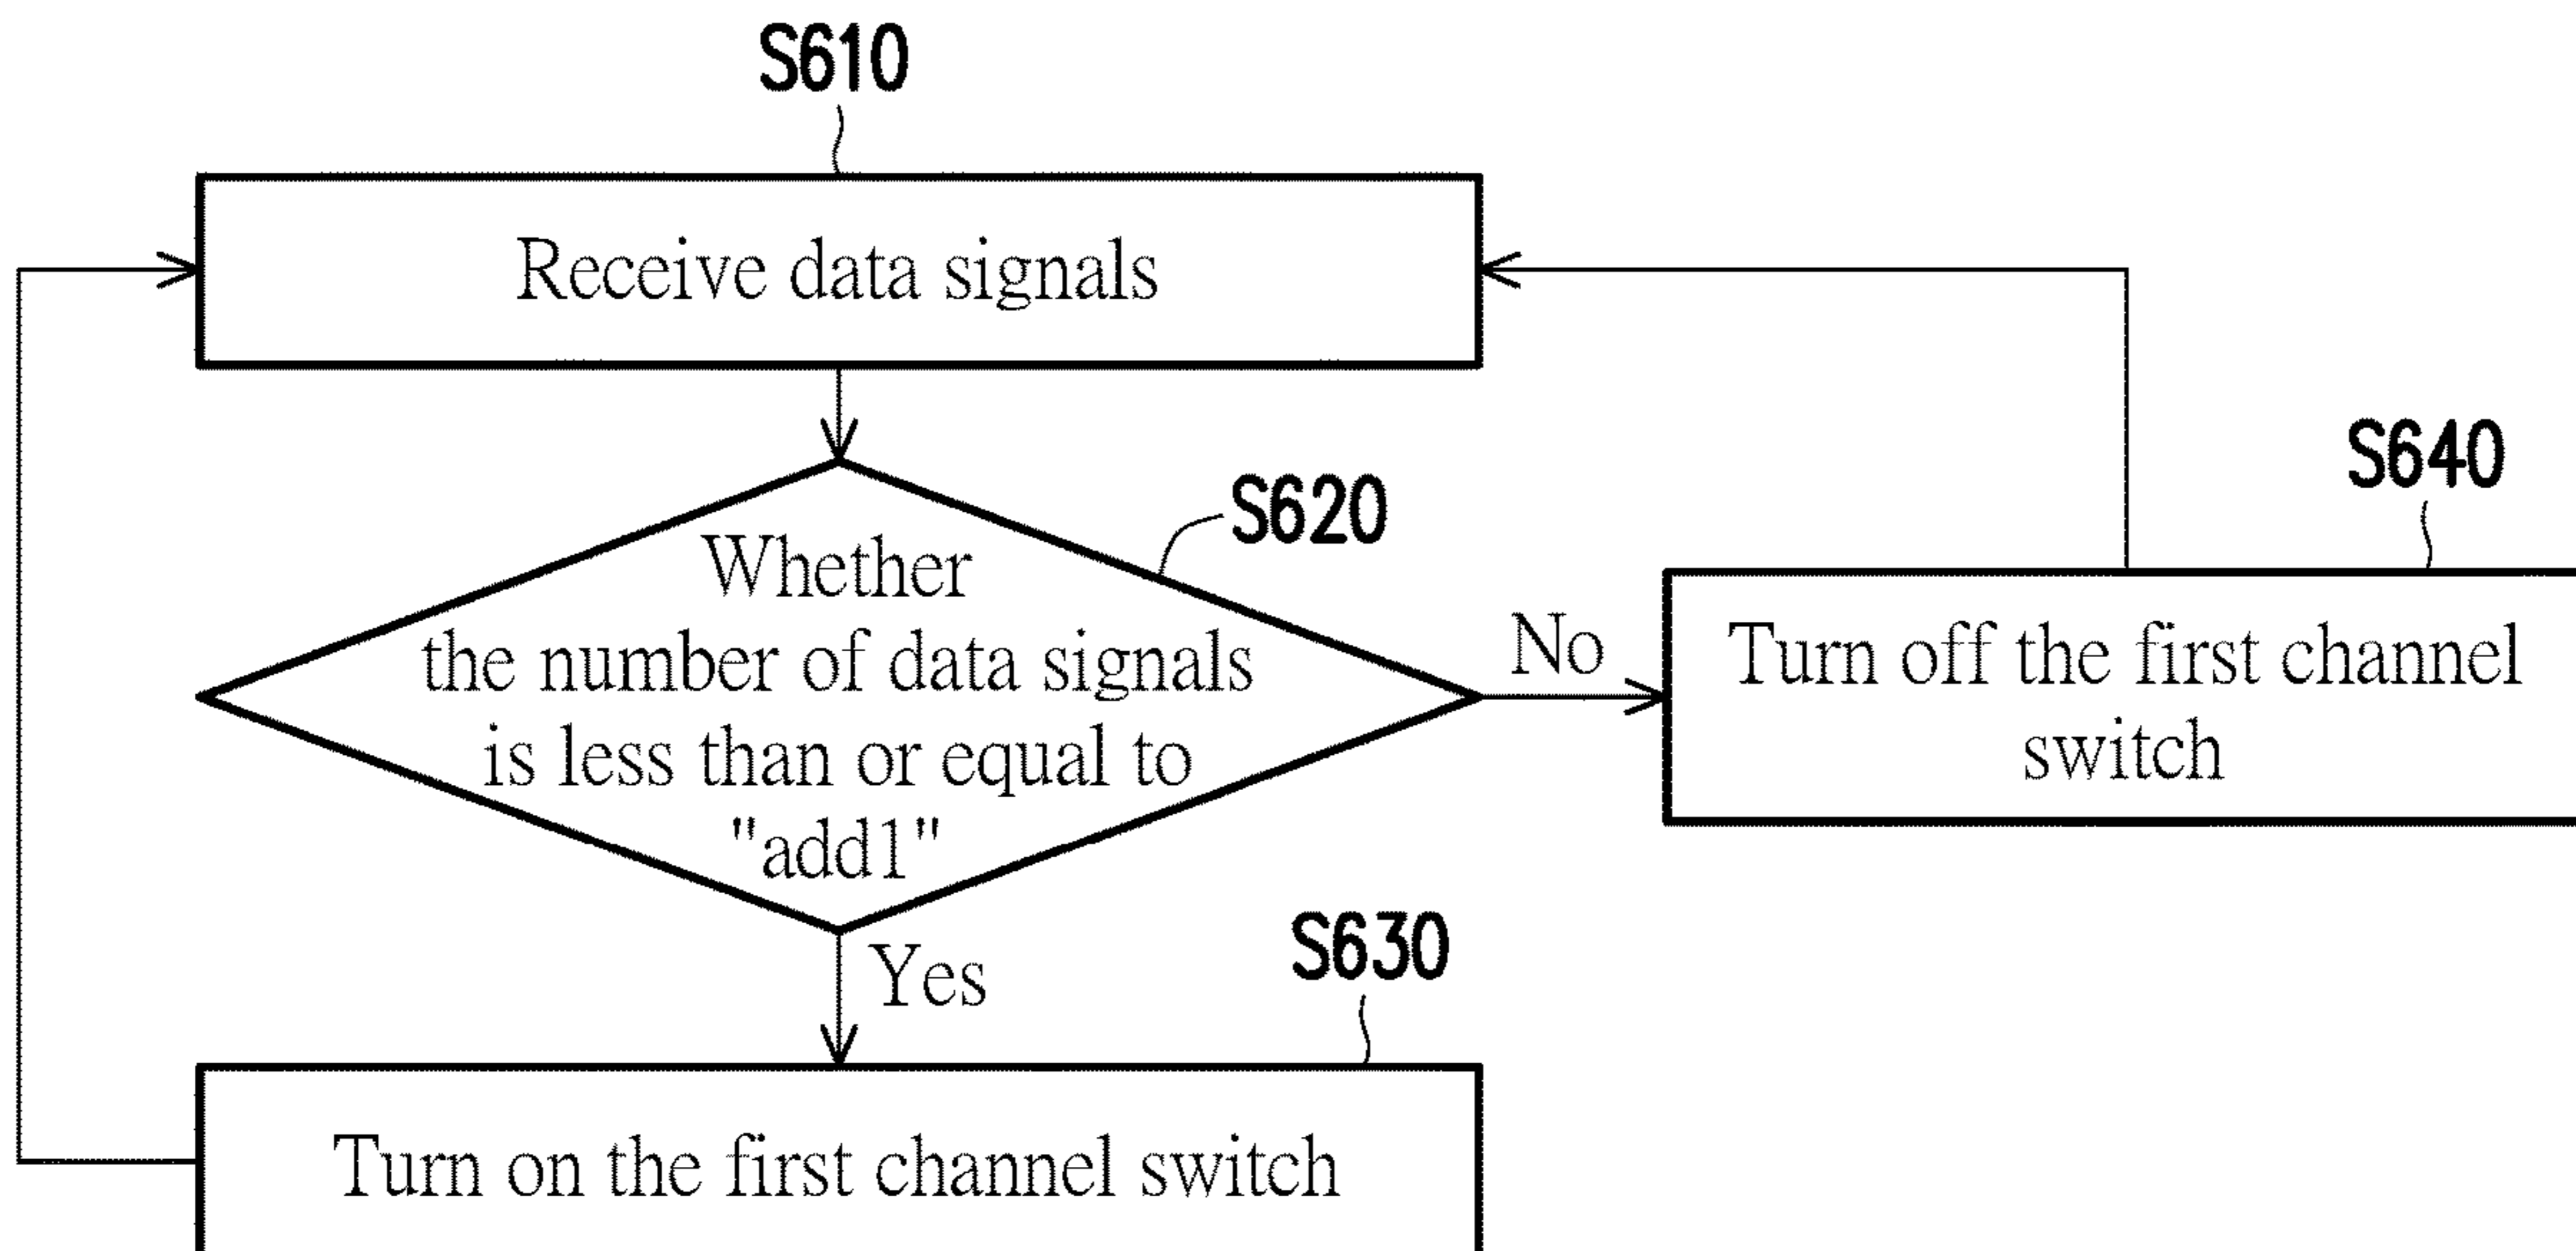 S610
Receive data signals
S620
Whether
the number of data signals
is less than or equal to
"add1"
No
S640
Turn off the first channel
switch
Yes
S630
Turn on the first channel switch